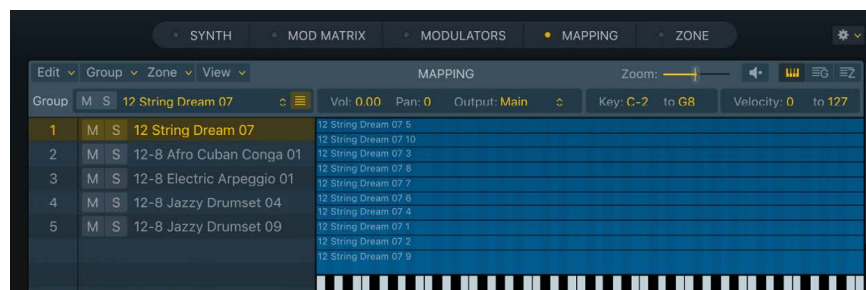 SYNTH MOD MATRIX MODULATORS MAPPING ZONE
Edit Group Zone View MAPPING Zoom: G Z
Group M S 12 String Dream 07 Vol: 0.00 Pan: 0 Output: Main Key: C-2 to G8 Velocity: 0 to 127
1 M S 12 String Dream 07
2 M S 12-8 Afro Cuban Conga 01
3 M S 12-8 Electric Arpeggio 01
4 M S 12-8 Jazzy Drumset 04
5 M S 12-8 Jazzy Drumset 09
12 String Dream 07 5
12 String Dream 07 10
12 String Dream 07 3
12 String Dream 07 8
12 String Dream 07 7
12 String Dream 07 6
12 String Dream 07 4
12 String Dream 07 1
12 String Dream 07 2
12 String Dream 07 9